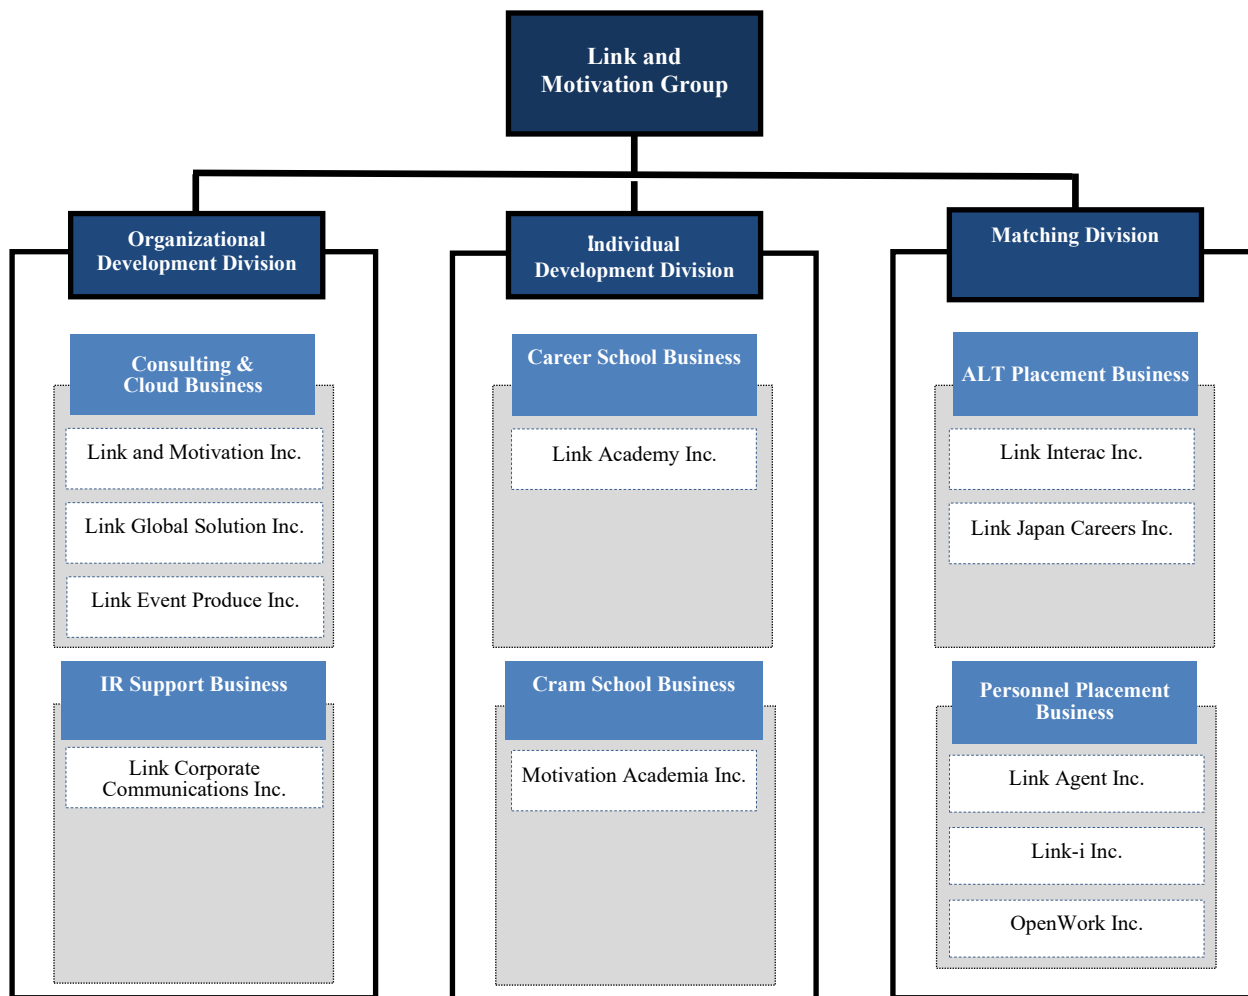 Link and
Motivation Group
Organizational
Development Division
Consulting &
Cloud Business
Link and Motivation Inc.
Link Global Solution Inc.
Link Event Produce Inc.
IR Support Business
Link Corporate
Communications Inc.
Individual
Development Division
Career School Business
Link Academy Inc.
Cram School Business
Motivation Academia Inc.
Matching Division
ALT Placement Business
Link Interac Inc.
Link Japan Careers Inc.
Personnel Placement
Business
Link Agent Inc.
Link-i Inc.
OpenWork Inc.